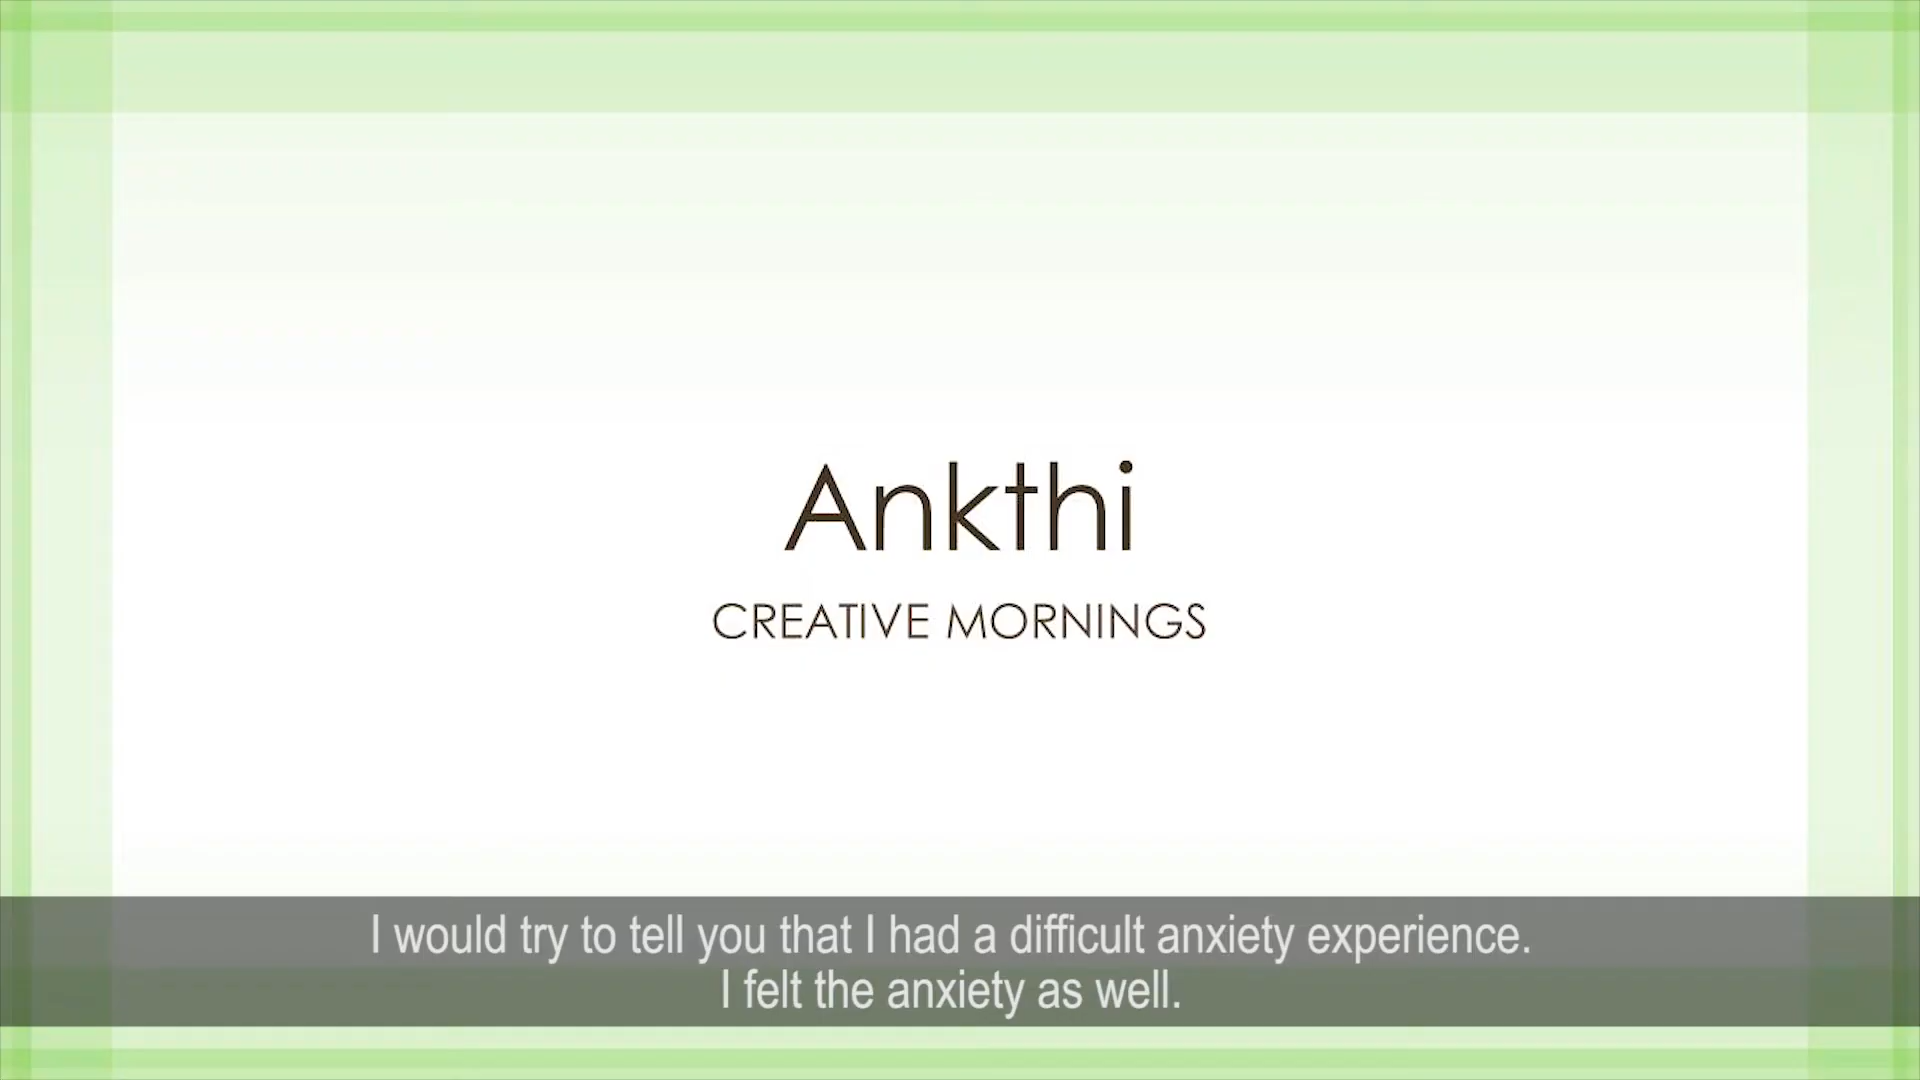 Ankthi
CREATIVE MORNINGS
I would try to tell you that I had a difficult anxiety experience.
I felt the anxiety as well.